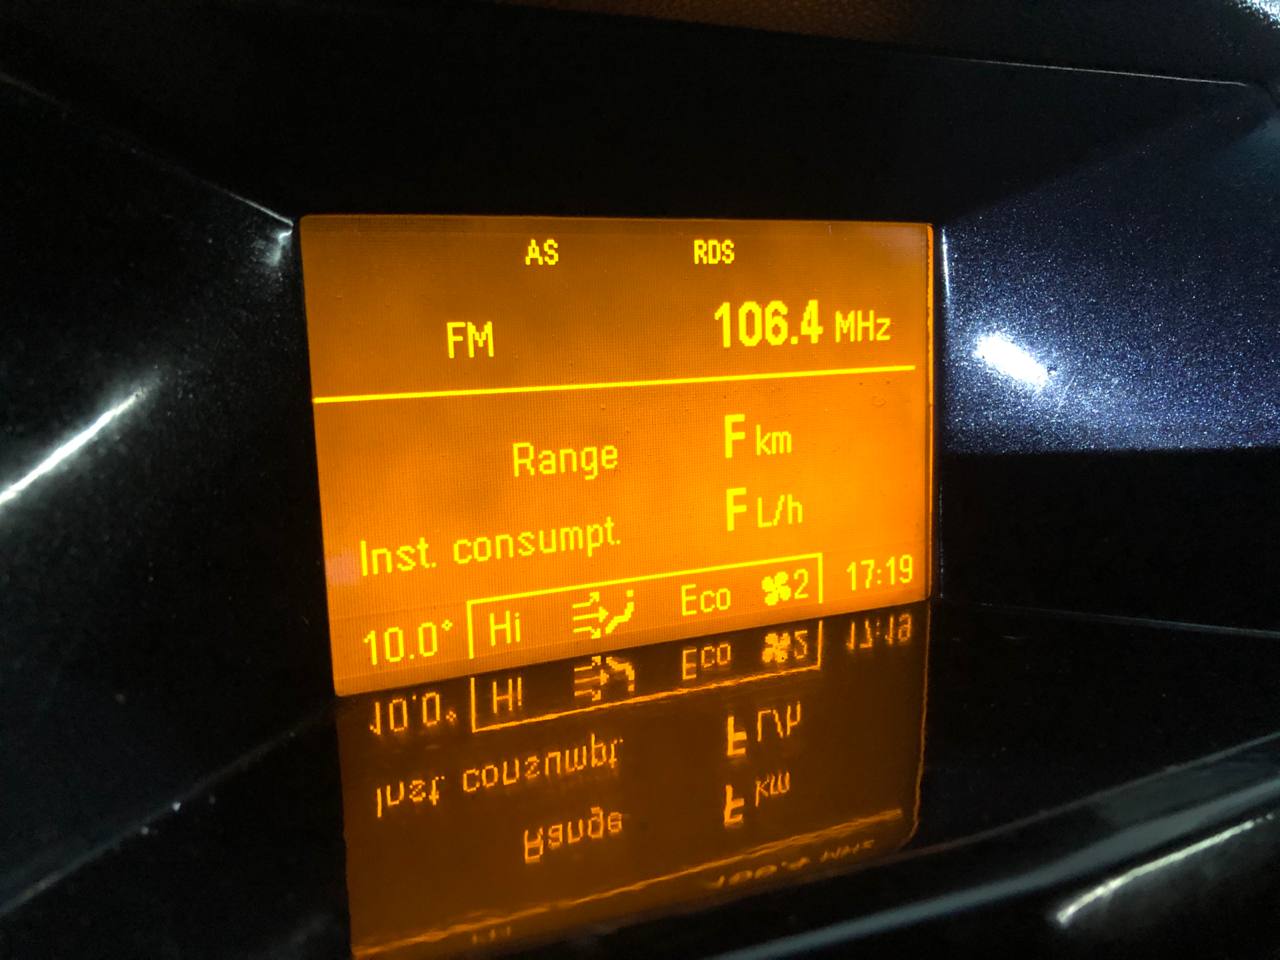 AS RDS
FM 106.4 MHz
Range F km
Inst. consumpt. F L/h
10.0° Hi Eco 2 17:19